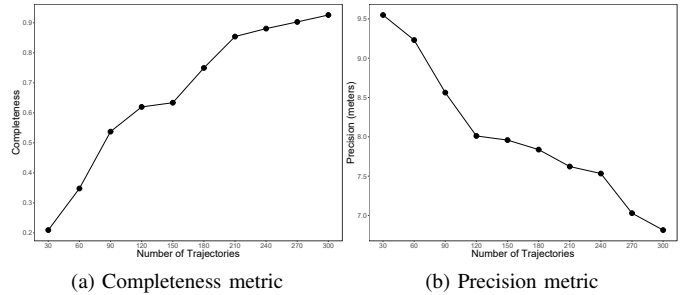 Completeness
0.9
0.8
0.7
0.6
0.5
0.4
0.3
0.2
30 60 90 120 150 180 210 240 270 300
Number of Trajectories
(a) Completeness metric
Precision (meters)
9.5
9.0
8.5
8.0
7.5
7.0
30 60 90 120 150 180 210 240 270 300
Number of Trajectories
(b) Precision metric